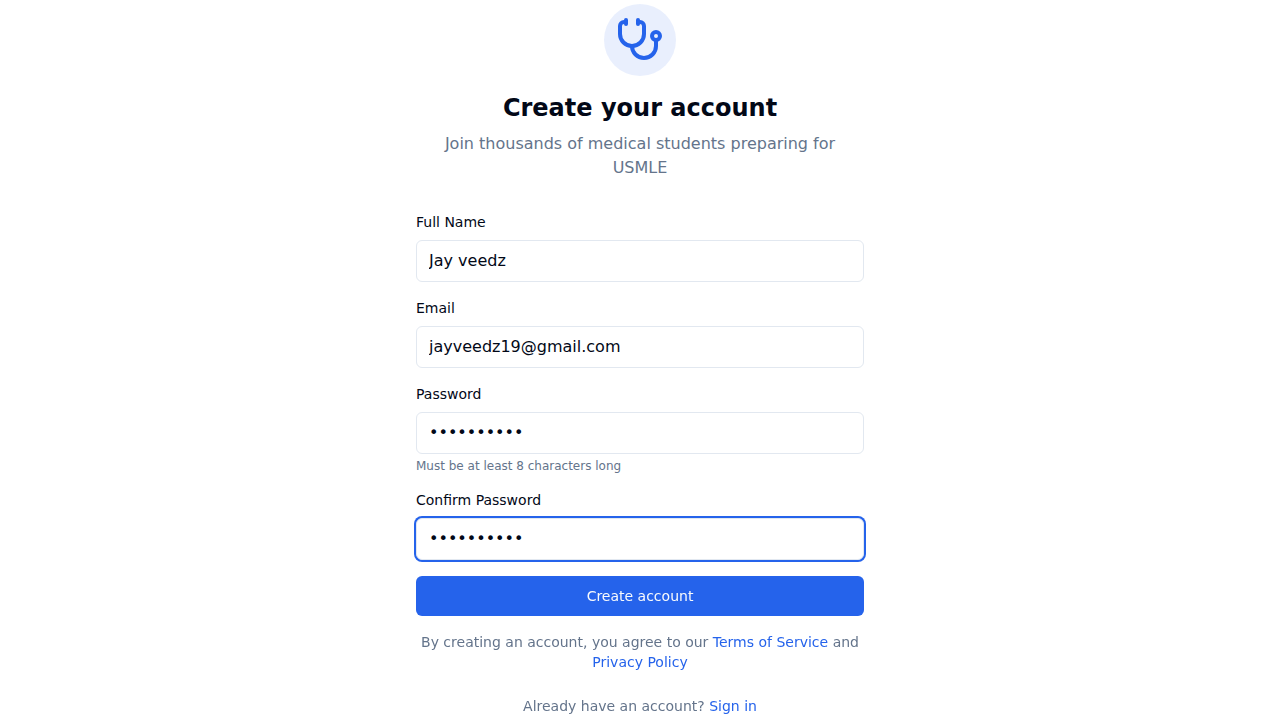 Create your account
Join thousands of medical students preparing for
USMLE
Full Name
Jay veedz
Email
jayveedz19@gmail.com
Password
••••••••••
Must be at least 8 characters long
Confirm Password
••••••••••
Create account
By creating an account, you agree to our Terms of Service and
Privacy Policy
Already have an account? Sign in